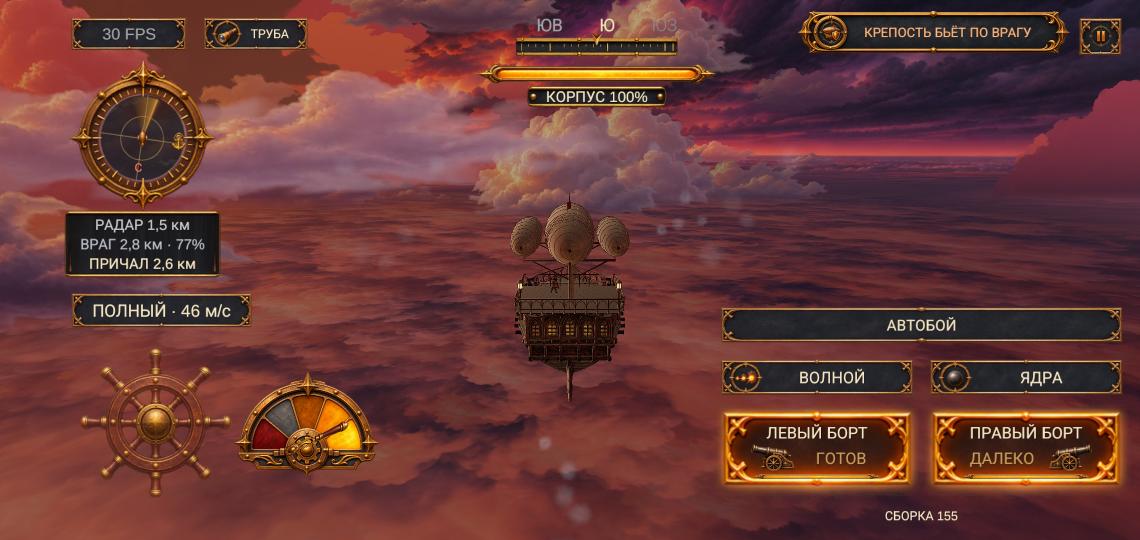 30 FPS
ТРУБА
ЮВ Ю ЮЗ
КРЕПОСТЬ БЬЁТ ПО ВРАГУ
КОРПУС 100%
С
РАДАР 1,5 км
ВРАГ 2,8 км · 77%
ПРИЧАЛ 2,6 км
ПОЛНЫЙ · 46 м/с
АВТОБОЙ
ВОЛНОЙ
ЯДРА
ЛЕВЫЙ БОРТ
ГОТОВ
ПРАВЫЙ БОРТ
ДАЛЕКО
СБОРКА 155